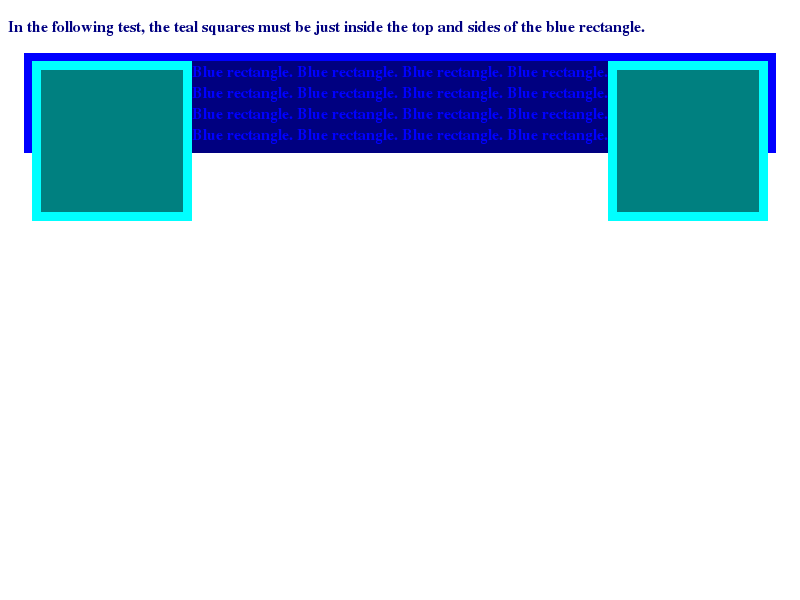 In the following test, the teal squares must be just inside the top and sides of the blue rectangle.
Blue rectangle. Blue rectangle. Blue rectangle. Blue rectangle.
Blue rectangle. Blue rectangle. Blue rectangle. Blue rectangle.
Blue rectangle. Blue rectangle. Blue rectangle. Blue rectangle.
Blue rectangle. Blue rectangle. Blue rectangle. Blue rectangle.